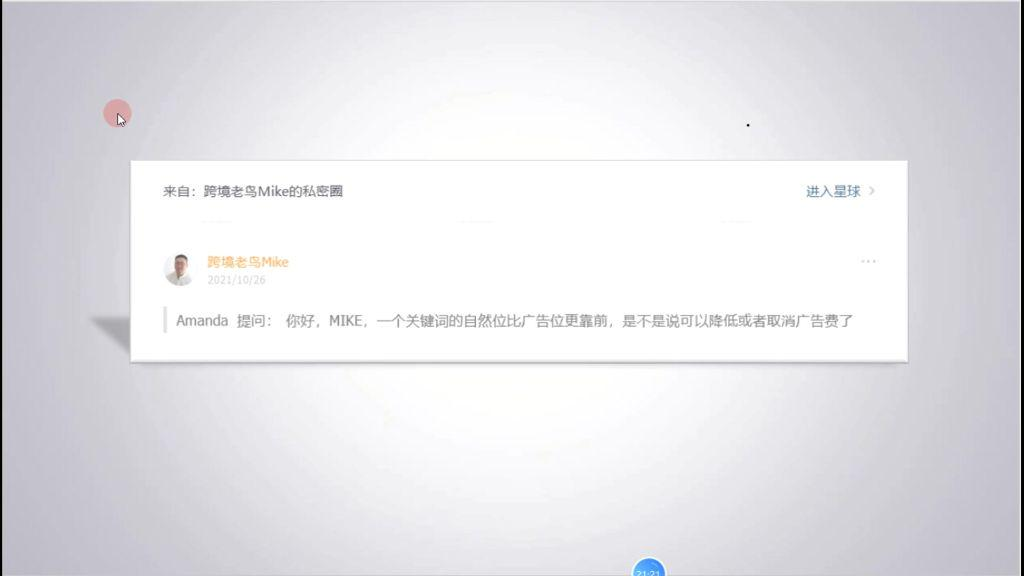 来自：跨境老鸟Mike的私密圈
进入星球
跨境老鸟Mike
2021/10/26
Amanda 提问： 你好，MIKE，一个关键词的自然位比广告位更靠前，是不是说可以降低或者取消广告费了
21:21